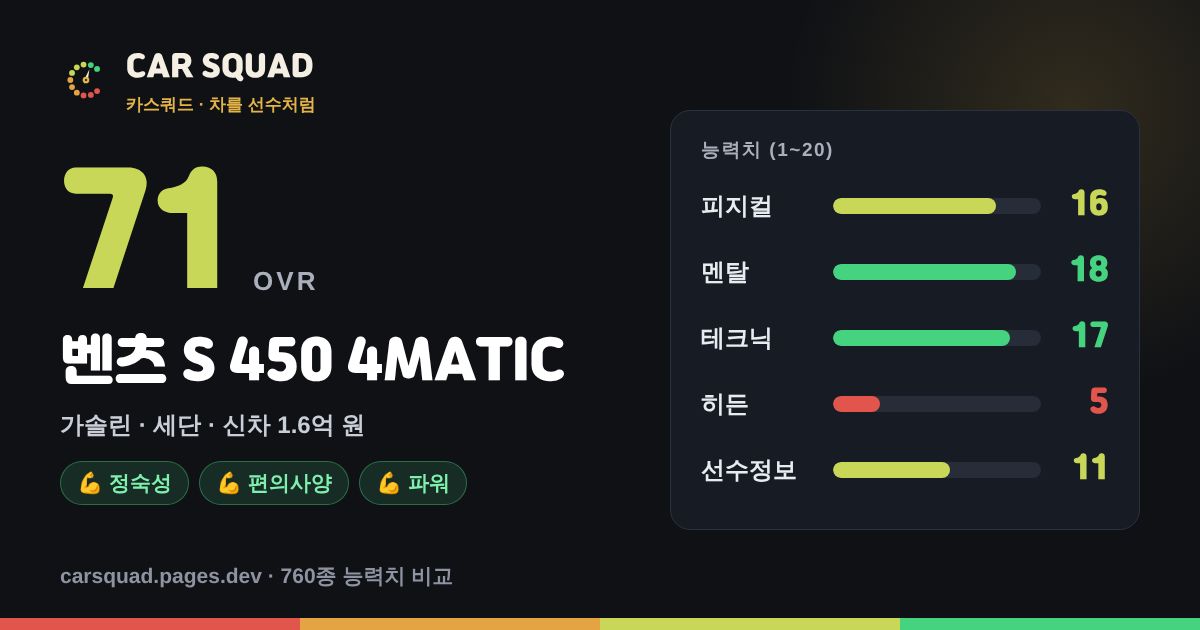 CAR SQUAD
카스쿼드 · 차를 선수처럼
71 OVR
벤츠 S 450 4MATIC
가솔린 · 세단 · 신차 1.6억 원
💪 정숙성 💪 편의사양 💪 파워
carsquad.pages.dev · 760종 능력치 비교
능력치 (1~20)
피지컬 16
멘탈 18
테크닉 17
히든 5
선수정보 11